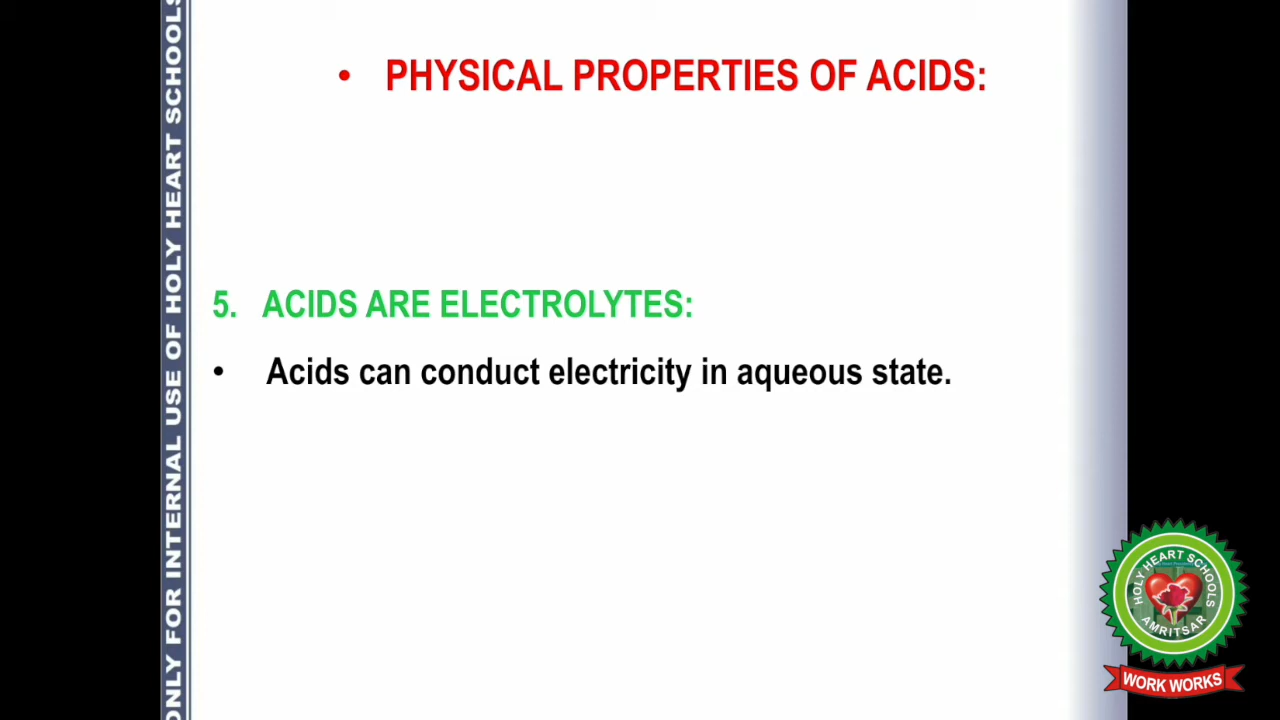 • PHYSICAL PROPERTIES OF ACIDS:
5. ACIDS ARE ELECTROLYTES:
• Acids can conduct electricity in aqueous state.
ONLY FOR INTERNAL USE OF HOLY HEART SCHOOLS
HOLY HEART SCHOOLS
AMRITSAR
WORK WORKS